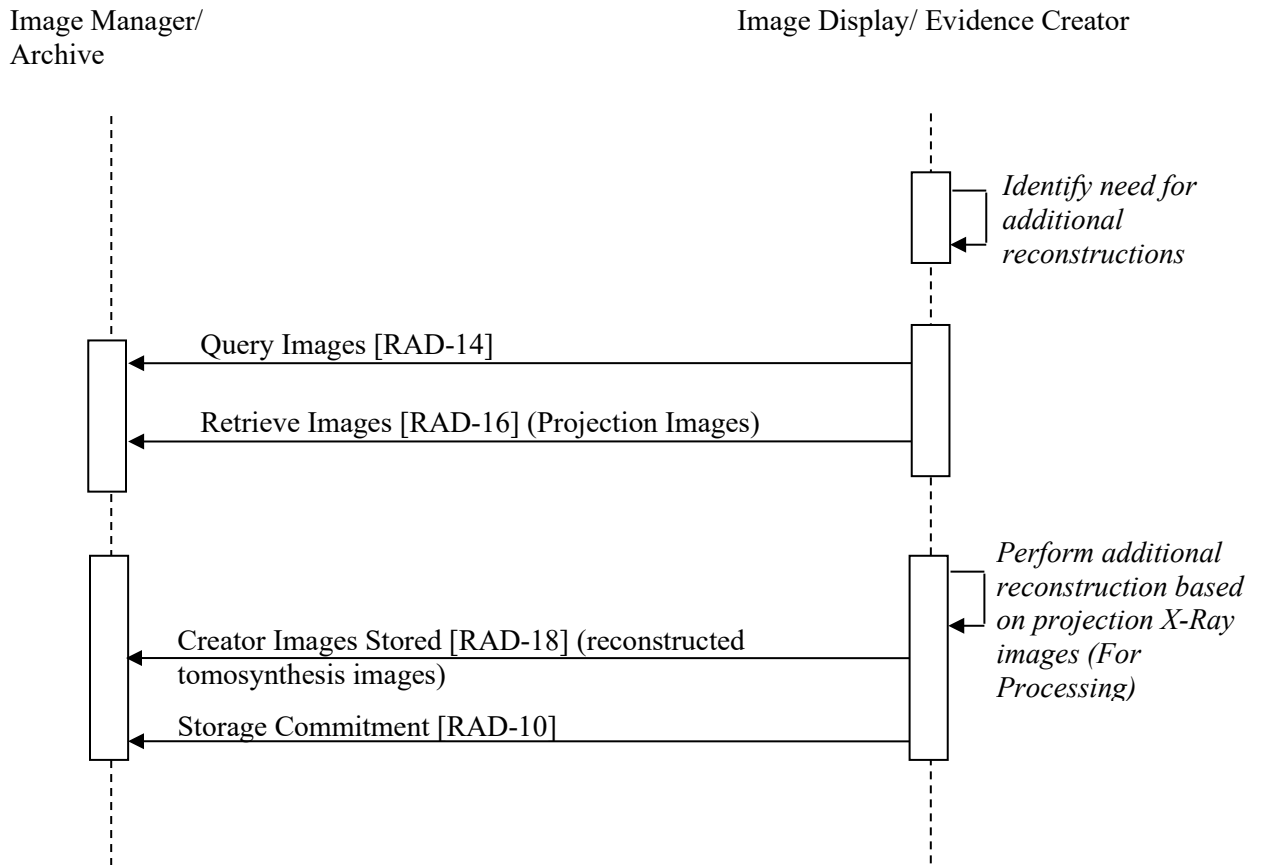 Image Manager/
Archive
Image Display/ Evidence Creator
Identify need for
additional
reconstructions
Query Images [RAD-14]
Retrieve Images [RAD-16] (Projection Images)
Perform additional
reconstruction based
on projection X-Ray
images (For
Processing)
Creator Images Stored [RAD-18] (reconstructed
tomosynthesis images)
Storage Commitment [RAD-10]